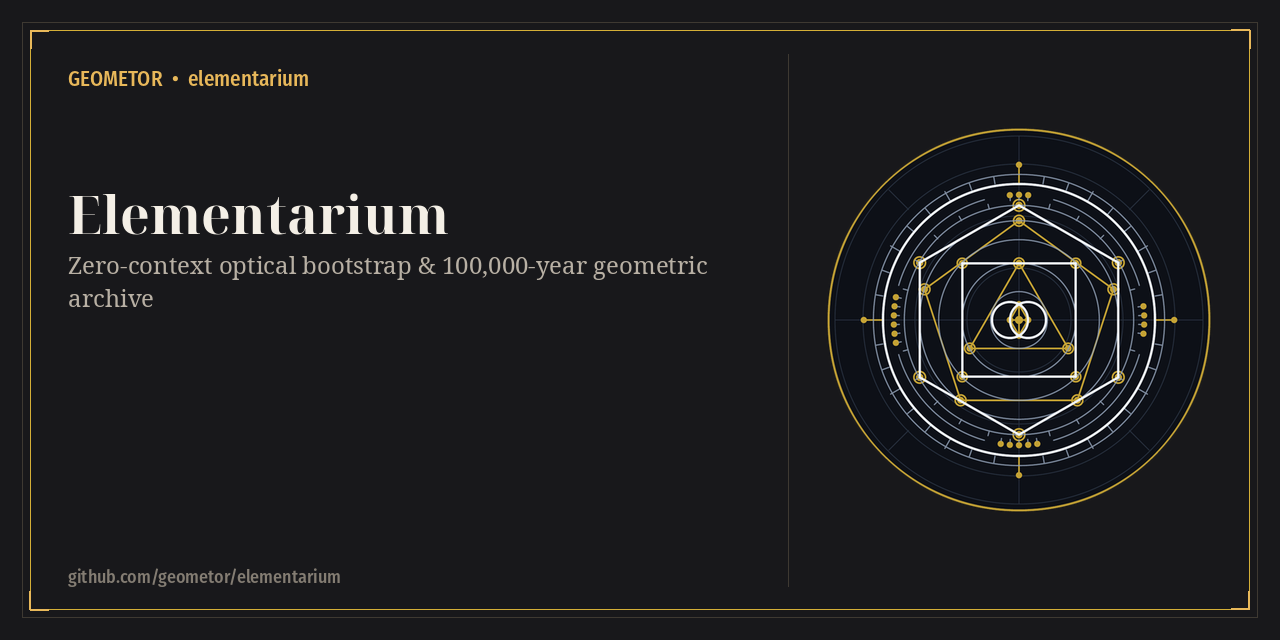 GEOMETOR • elementarium
Elementarium
Zero-context optical bootstrap & 100,000-year geometric
archive
github.com/geometor/elementarium